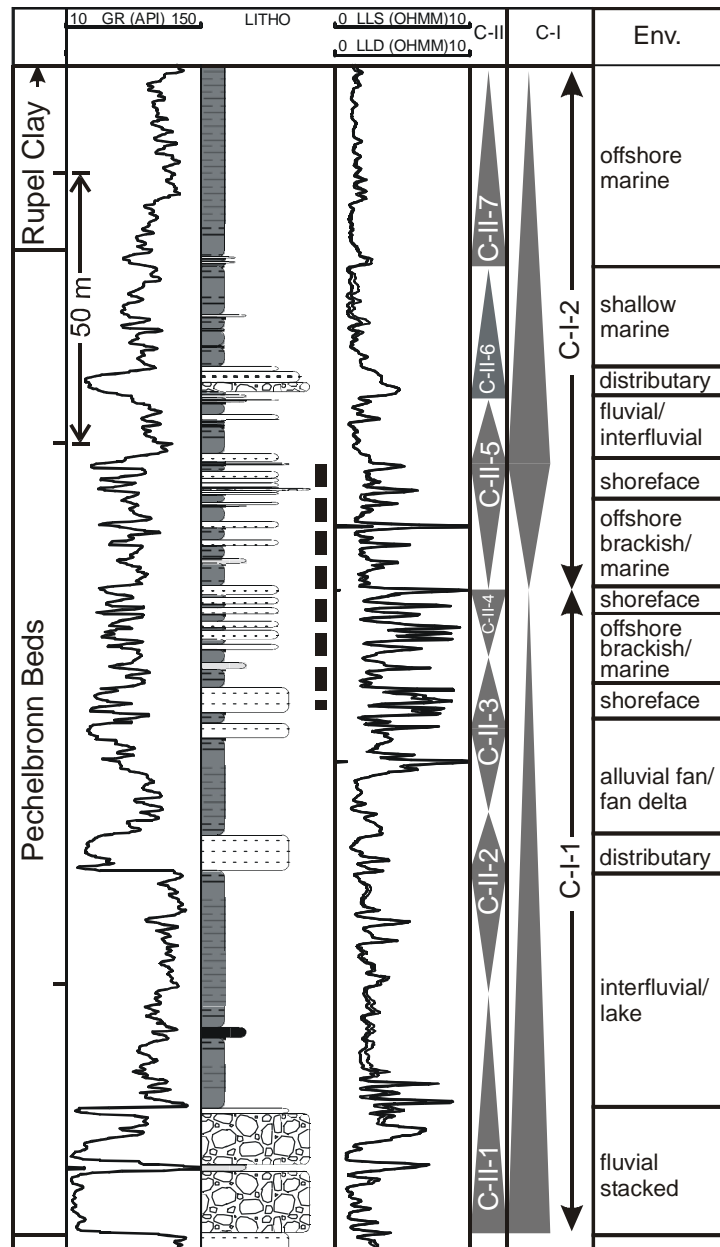 10 GR (API) 150
LITHO
0 LLS (OHMM)10
0 LLD (OHMM)10
C-II
C-I
Env.
Rupel Clay
50 m
Pechelbronn Beds
C-II-7
C-II-6
C-II-5
C-II-4
C-II-3
C-II-2
C-II-1
C-I-2
C-I-1
offshore
marine
shallow
marine
distributary
fluvial/
interfluvial
shoreface
offshore
brackish/
marine
shoreface
offshore
brackish/
marine
shoreface
alluvial fan/
fan delta
distributary
interfluvial/
lake
fluvial
stacked